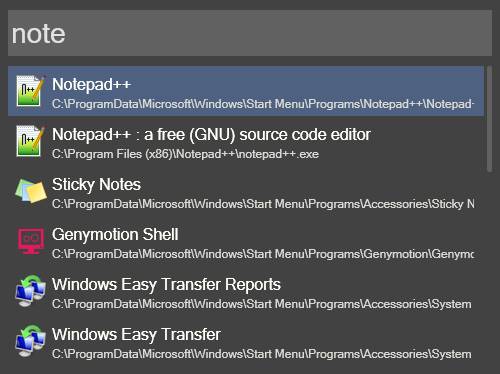 note
Notepad++
C:\ProgramData\Microsoft\Windows\Start Menu\Programs\Notepad++\Notepad-
Notepad++ : a free (GNU) source code editor
C:\Program Files (x86)\Notepad++\notepad++.exe
Sticky Notes
C:\ProgramData\Microsoft\Windows\Start Menu\Programs\Accessories\Sticky N
Genymotion Shell
C:\ProgramData\Microsoft\Windows\Start Menu\Programs\Genymotion\Genymo
Windows Easy Transfer Reports
C:\ProgramData\Microsoft\Windows\Start Menu\Programs\Accessories\System
Windows Easy Transfer
C:\ProgramData\Microsoft\Windows\Start Menu\Programs\Accessories\System